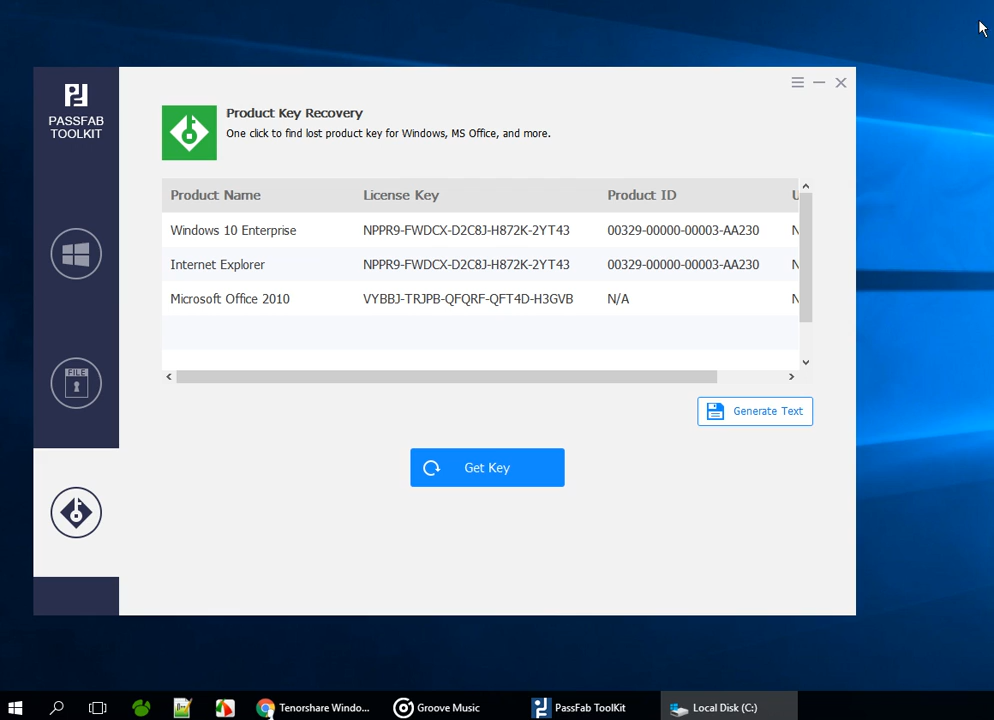 PASSFAB
TOOLKIT
Product Key Recovery
One click to find lost product key for Windows, MS Office, and more.
Product Name License Key Product ID U
Windows 10 Enterprise NPPR9-FWDCX-D2C8J-H872K-2YT43 00329-00000-00003-AA230 N
Internet Explorer NPPR9-FWDCX-D2C8J-H872K-2YT43 00329-00000-00003-AA230 N
Microsoft Office 2010 VYBBJ-TRJPB-QFQRF-QFT4D-H3GVB N/A N
FILE
Generate Text
Get Key
Tenorshare Windo... Groove Music PassFab ToolKit Local Disk (C:)